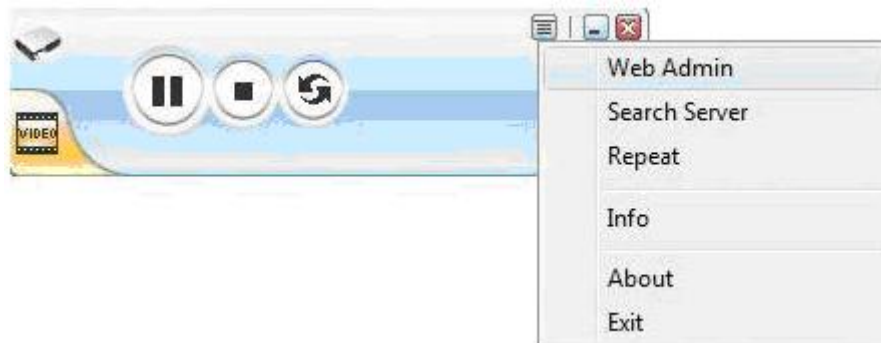 VIDEO
Web Admin
Search Server
Repeat
Info
About
Exit